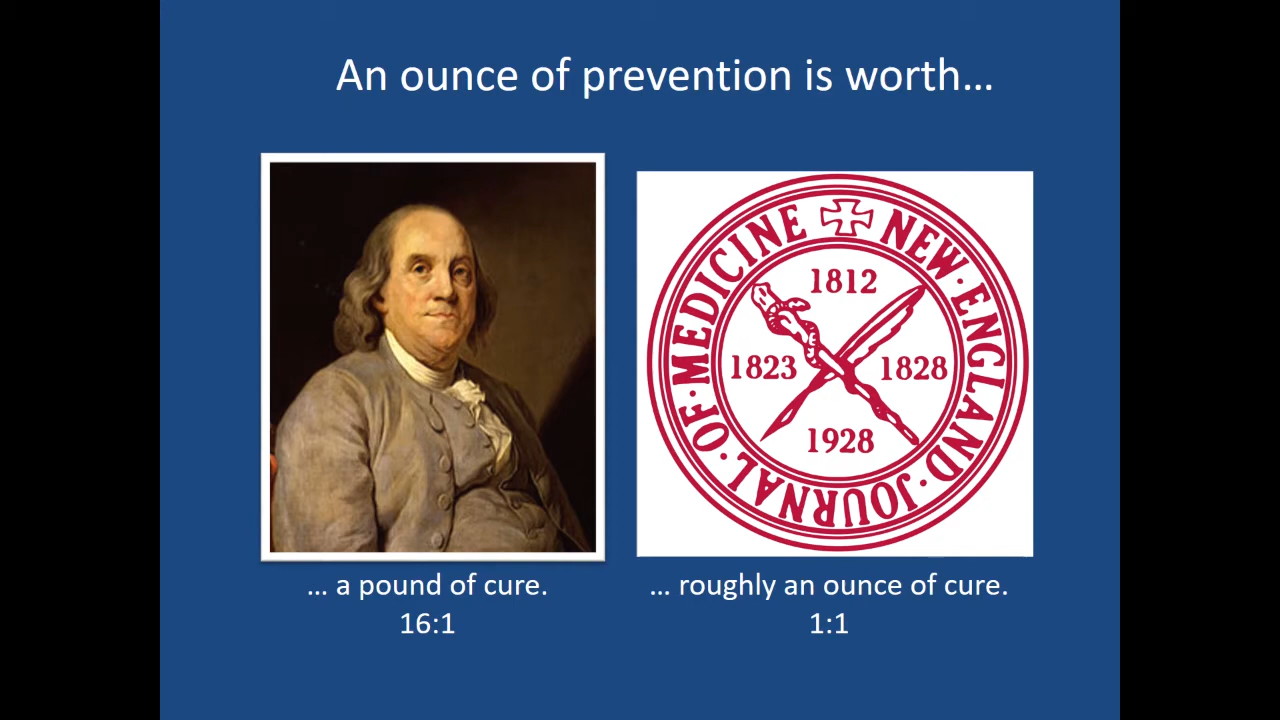 An ounce of prevention is worth…
NEW · ENGLAND · JOURNAL · OF · MEDICINE
1812
1823
1828
1928
… a pound of cure.
16:1
… roughly an ounce of cure.
1:1